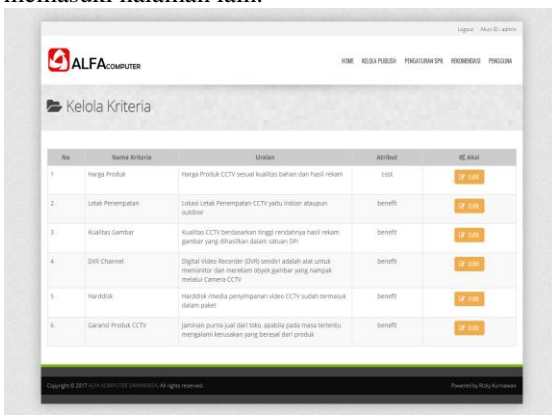 memasuki halaman lain.
Logout Akun ID : admin
ALFACOMPUTER
HOME KELOLA PUBLISH PENGATURAN SPK REKOMENDASI PENGGUNA
Kelola Kriteria
No Nama Kriteria Uraian Atribut Aksi
1 Harga Produk Harga Produk CCTV sesuai kualitas bahan dan hasil rekam cost Edit
2 Letak Penempatan Lokasi Letak Penempatan CCTV yaitu indoor ataupun
outdoor benefit Edit
3 Kualitas Gambar Kualitas CCTV berdasarkan tinggi rendahnya hasil rekam
gambar yang dihasilkan dalam satuan DPI benefit Edit
4 DVR Channel Digital Video Recorder (DVR) sendiri adalah alat untuk
memonitor dan merekam obyek gambar yang nampak
melalui Camera CCTV benefit Edit
5 Harddisk Harddisk media penyimpanan video CCTV sudah termasuk
dalam paket benefit Edit
6 Garansi Produk CCTV Jaminan purna jual dari toko, apabila pada masa tertentu
mengalami kerusakan yang berasal dari produk benefit Edit
Copyright © 2017 ALFA KOMPUTER SAMARINDA. All rights reserved. Powered by Rizky Kurniawan